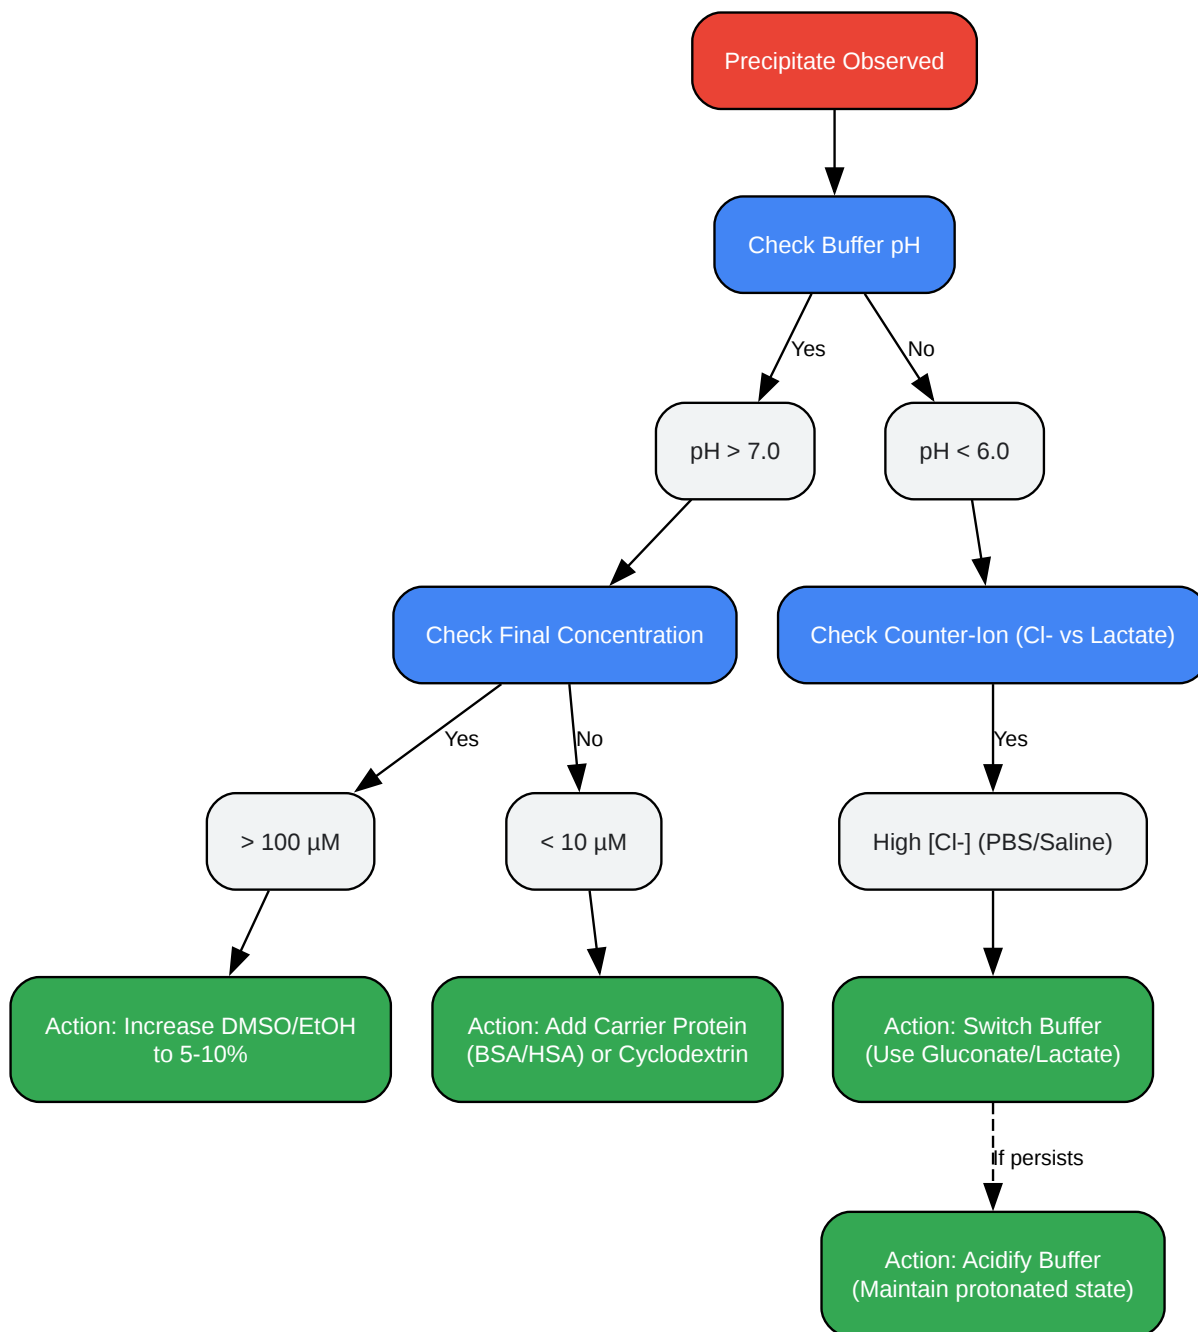 Precipitate Observed
Check Buffer pH
Yes
No
pH > 7.0
pH < 6.0
Check Final Concentration
Check Counter-Ion (Cl- vs Lactate)
Yes
No
Yes
> 100 µM
< 10 µM
High [Cl-] (PBS/Saline)
Action: Increase DMSO/EtOH
to 5-10%
Action: Add Carrier Protein
(BSA/HSA) or Cyclodextrin
Action: Switch Buffer
(Use Gluconate/Lactate)
If persists
Action: Acidify Buffer
(Maintain protonated state)